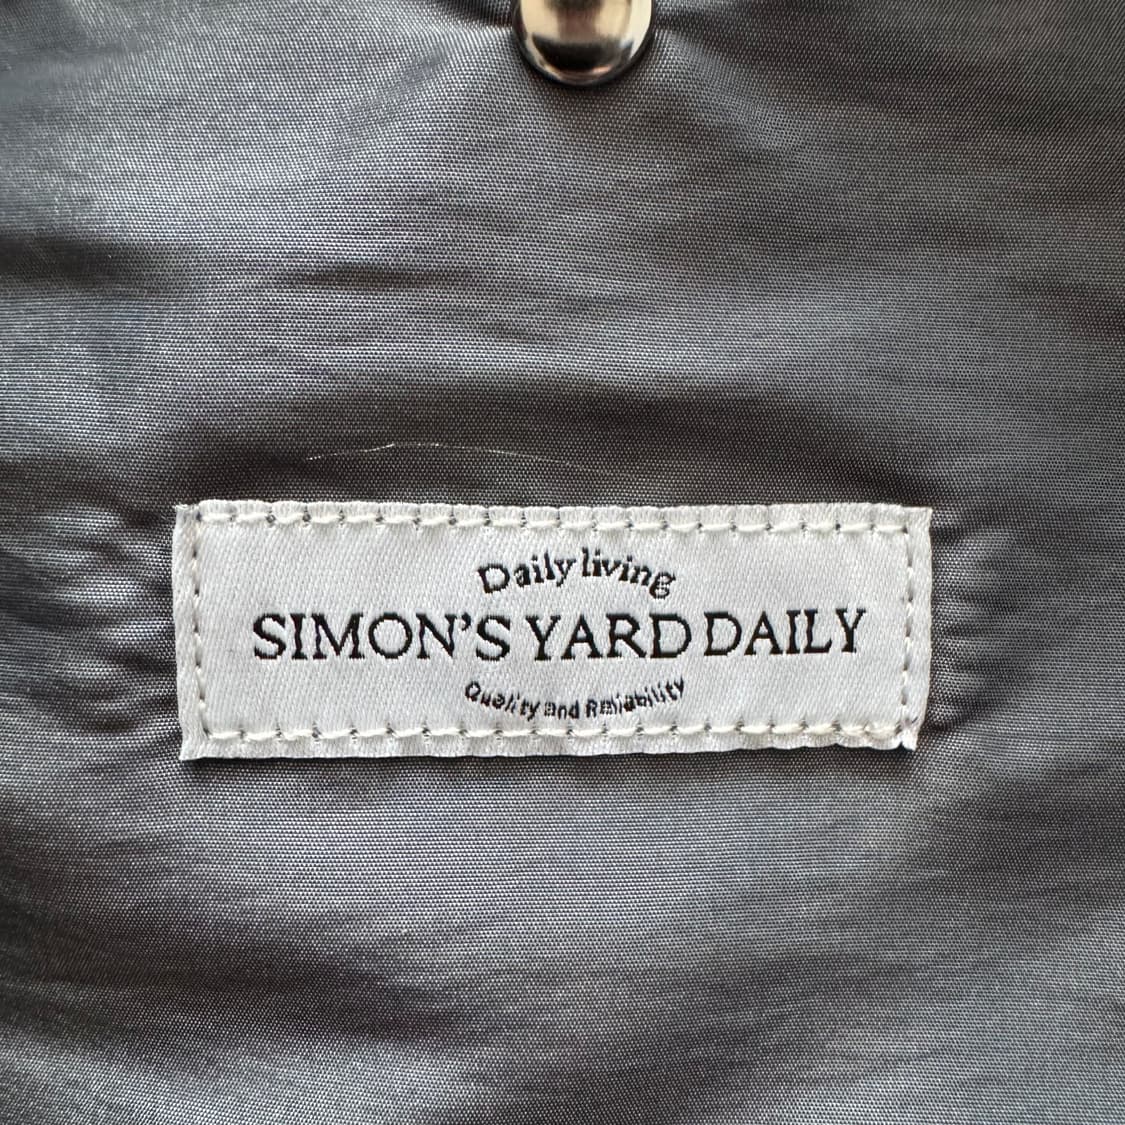 Daily living
SIMON'S YARD DAILY
Quality and Reliability